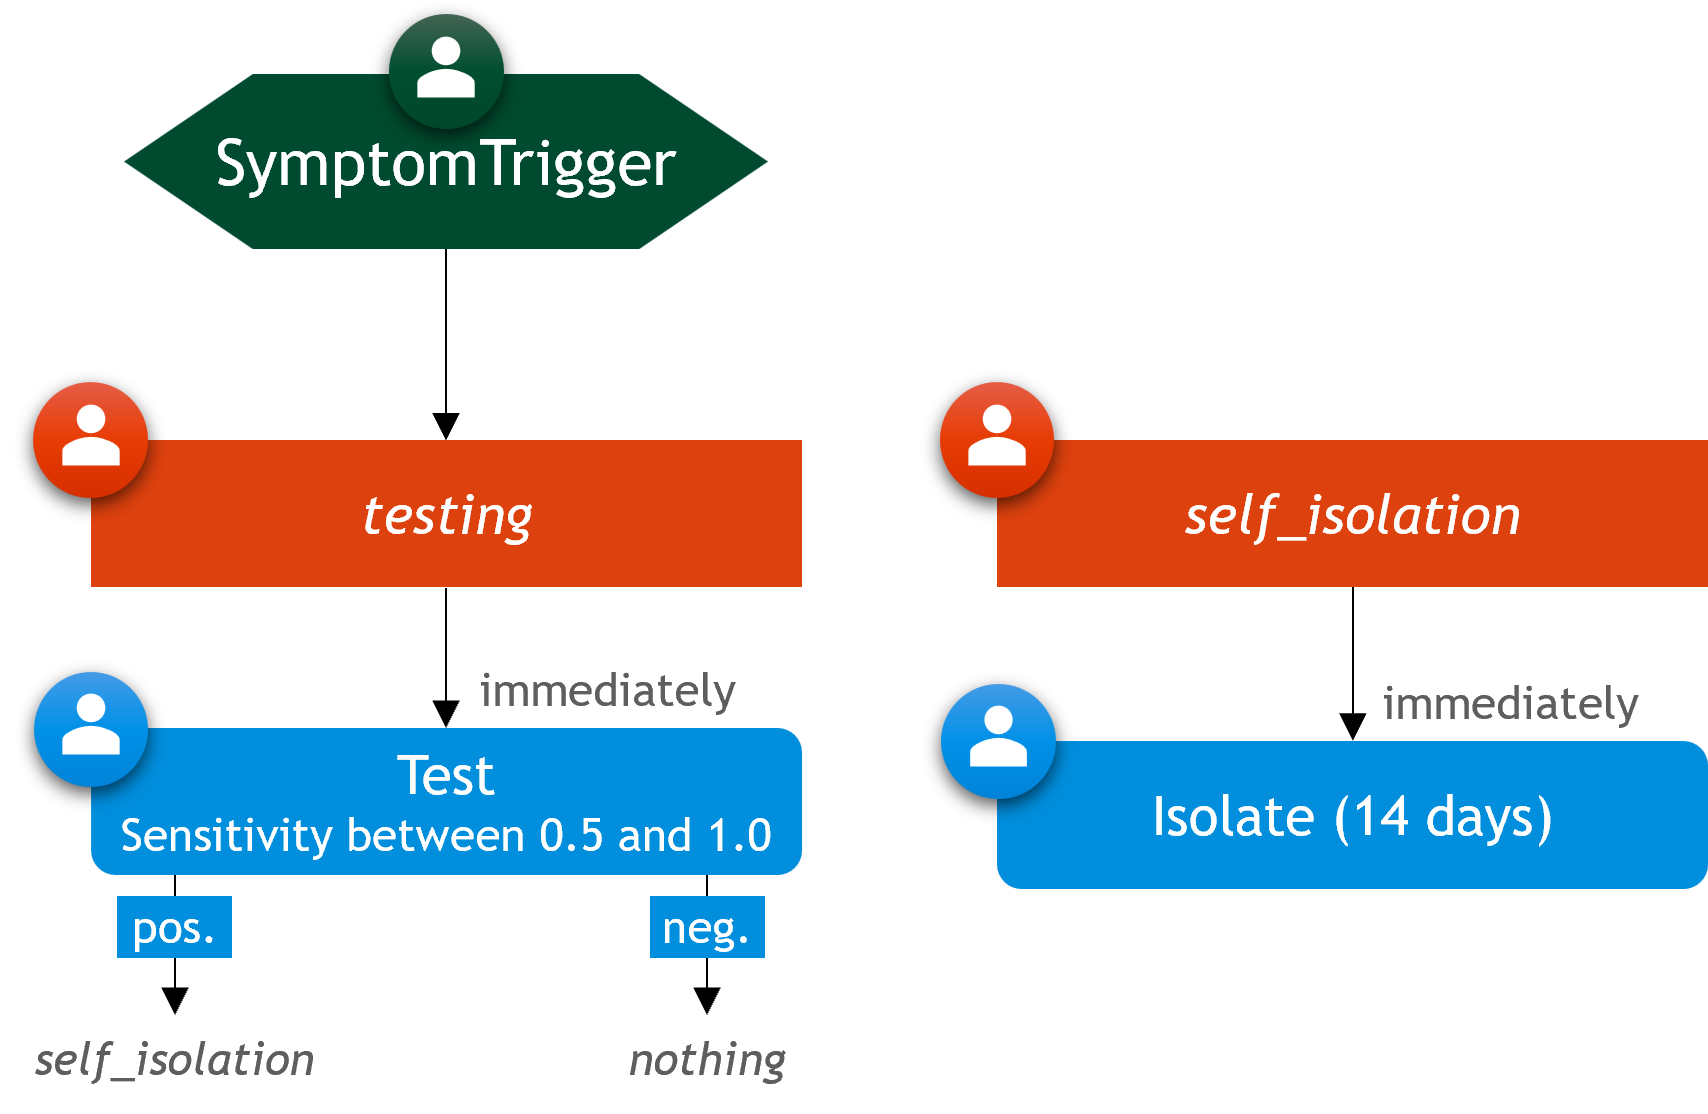 SymptomTrigger
testing
immediately
Test
Sensitivity between 0.5 and 1.0
pos.
neg.
self_isolation
nothing
self_isolation
immediately
Isolate (14 days)